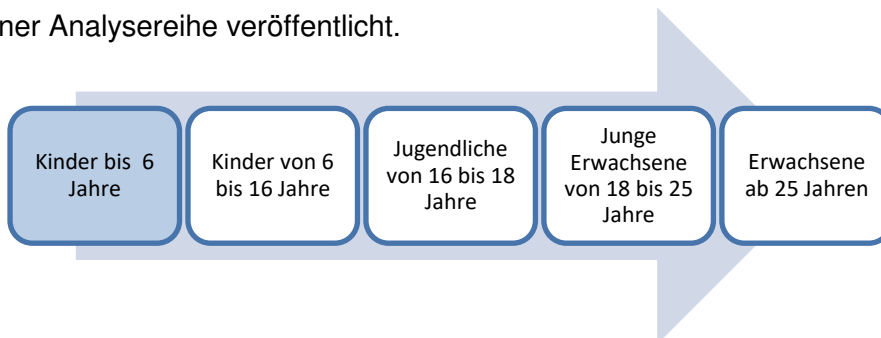 ner Analysereihe veröffentlicht.
Kinder bis 6
Jahre
Kinder von 6
bis 16 Jahre
Jugendliche
von 16 bis 18
Jahre
Junge
Erwachsene
von 18 bis 25
Jahre
Erwachsene
ab 25 Jahren